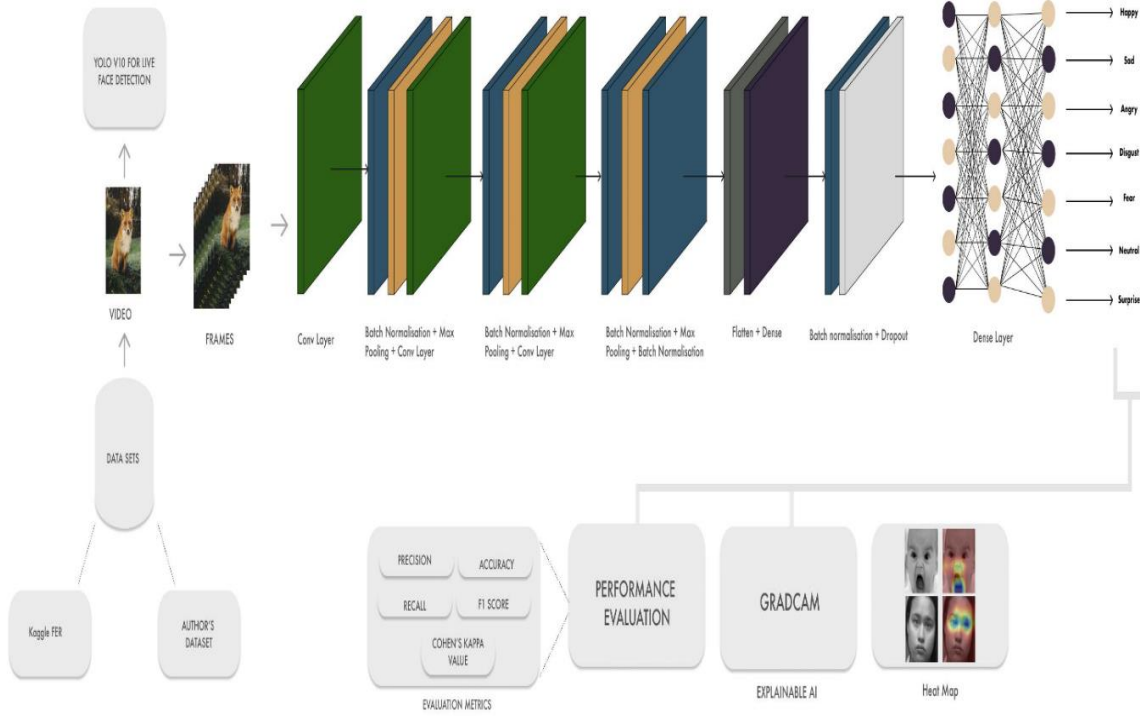 YOLO V10 FOR LIVE
FACE DETECTION
VIDEO
FRAMES
Conv Layer
Batch Normalisation + Max
Pooling + Conv Layer
Batch Normalisation + Max
Pooling + Conv Layer
Batch Normalisation + Max
Pooling + Batch Normalisation
Flatten + Dense
Batch normalisation + Dropout
Dense Layer
Happy
Sad
Angry
Disgust
Fear
Neutral
Surprise
DATA SETS
Kaggle FER
AUTHOR'S
DATASET
PRECISION
ACCURACY
RECALL
F1 SCORE
COHEN'S KAPPA
VALUE
EVALUATION METRICS
PERFORMANCE
EVALUATION
GRADCAM
EXPLAINABLE AI
Heat Map